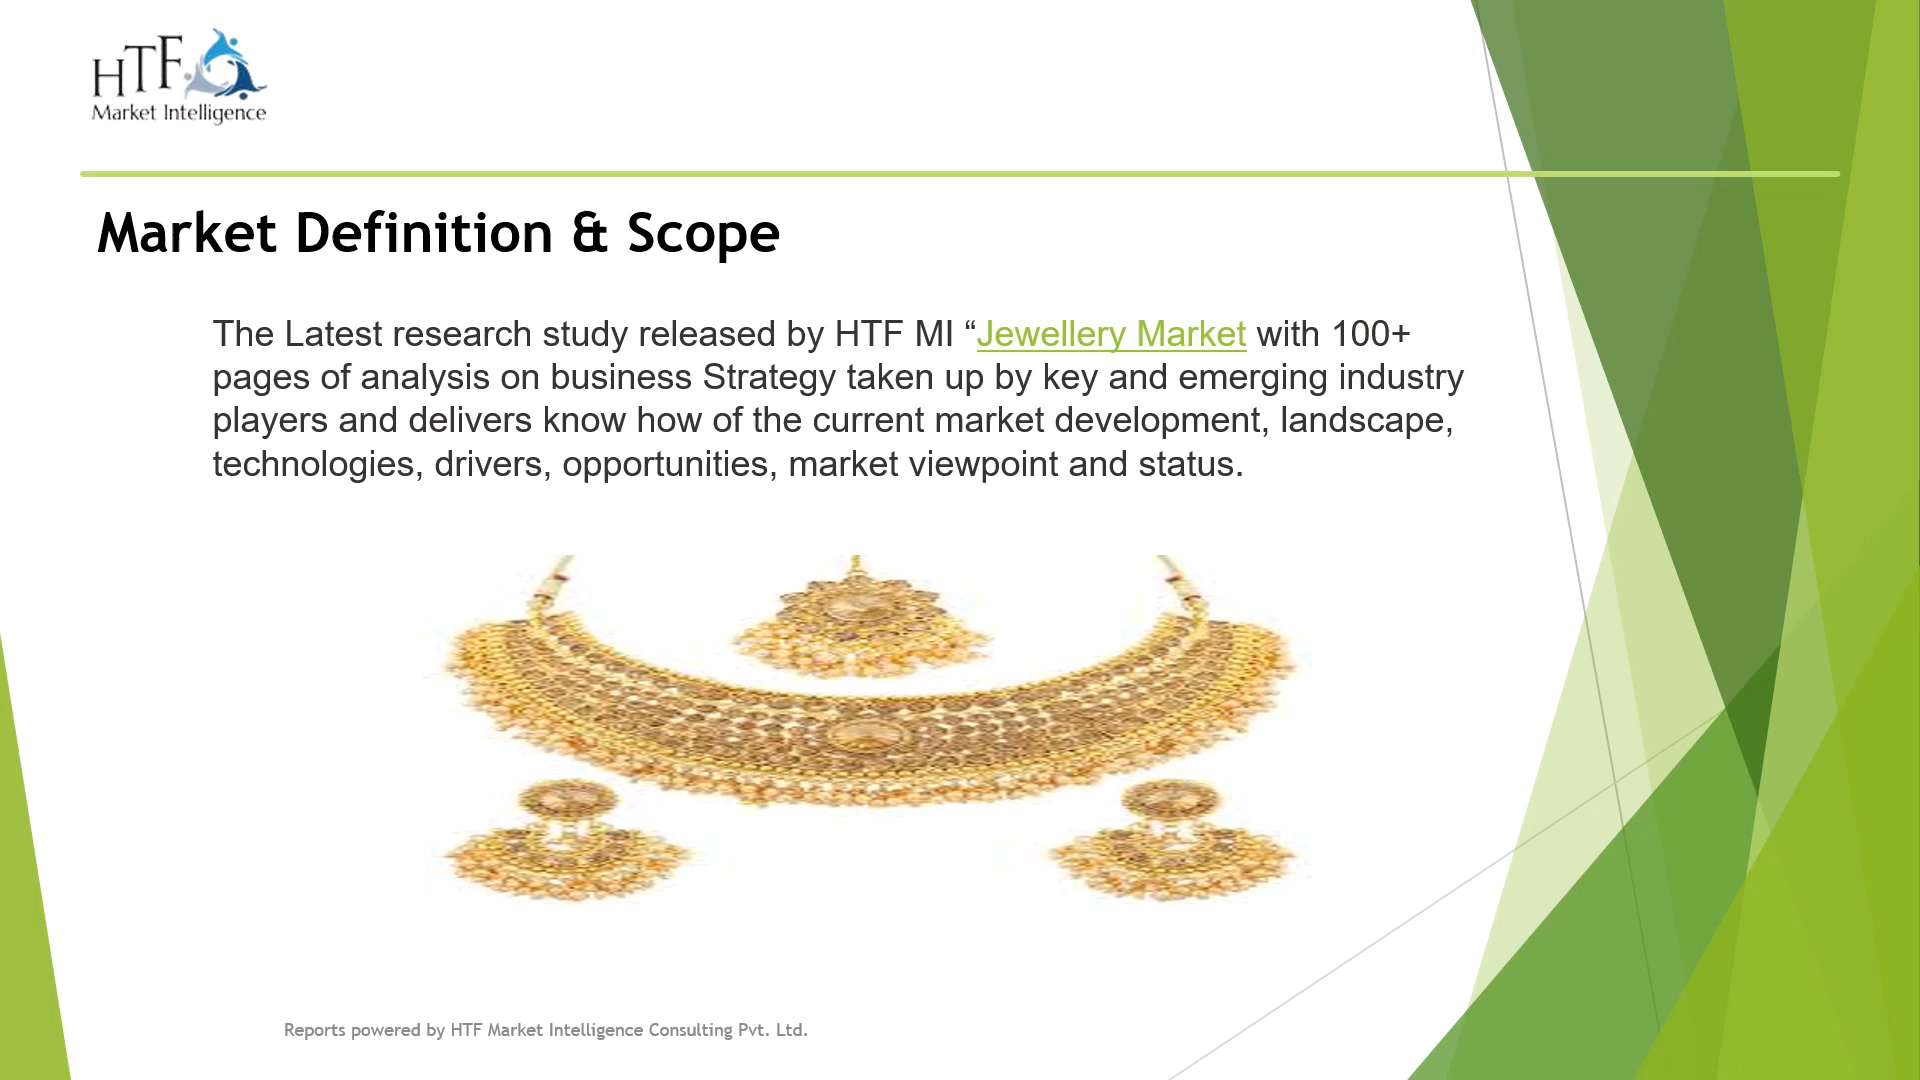 HTF
Market Intelligence
Market Definition & Scope
The Latest research study released by HTF MI “Jewellery Market with 100+
pages of analysis on business Strategy taken up by key and emerging industry
players and delivers know how of the current market development, landscape,
technologies, drivers, opportunities, market viewpoint and status.
Reports powered by HTF Market Intelligence Consulting Pvt. Ltd.